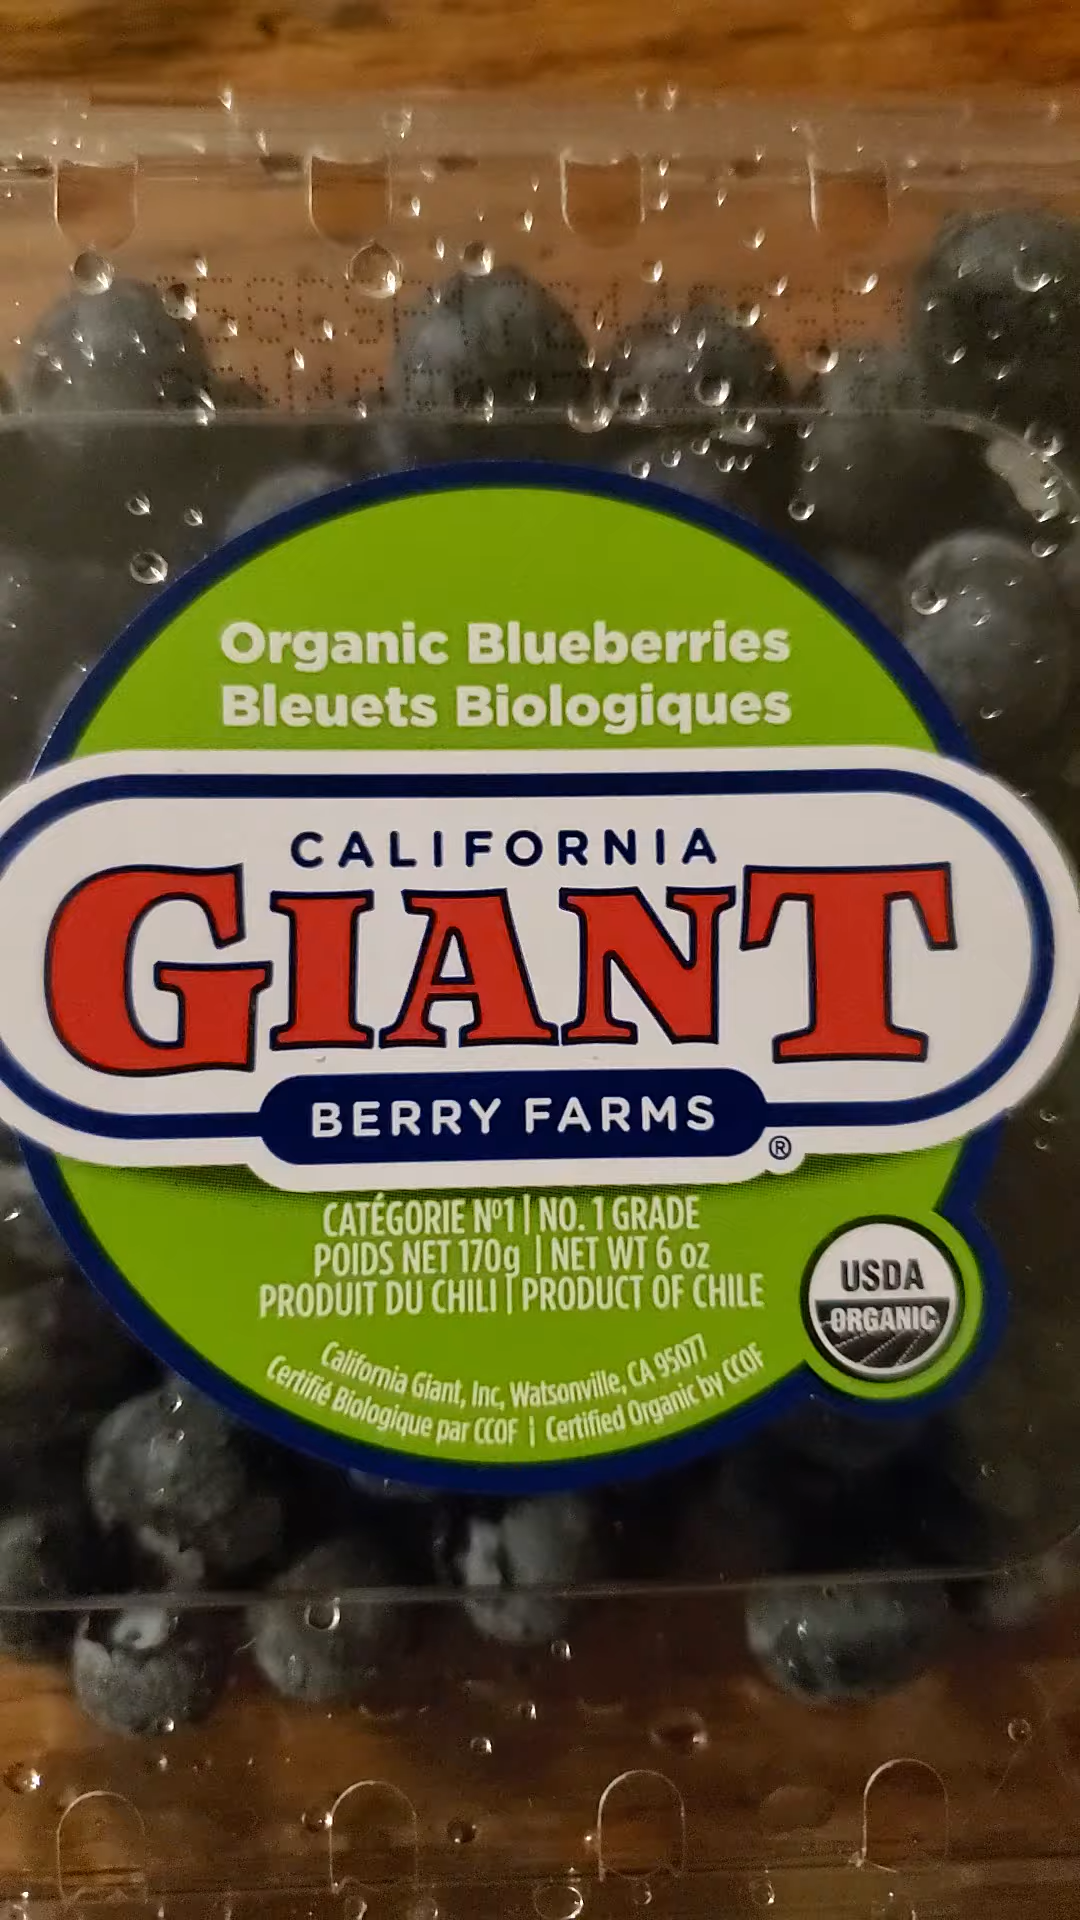 Organic Blueberries
Bleuets Biologiques
CALIFORNIA
GIANT
BERRY FARMS
®
CATÉGORIE Nº1 | NO. 1 GRADE
POIDS NET 170g | NET WT 6 oz
PRODUIT DU CHILI | PRODUCT OF CHILE
USDA
ORGANIC
California Giant, Inc, Watsonville, CA 95077
Certifié Biologique par CCOF | Certified Organic by CCOF